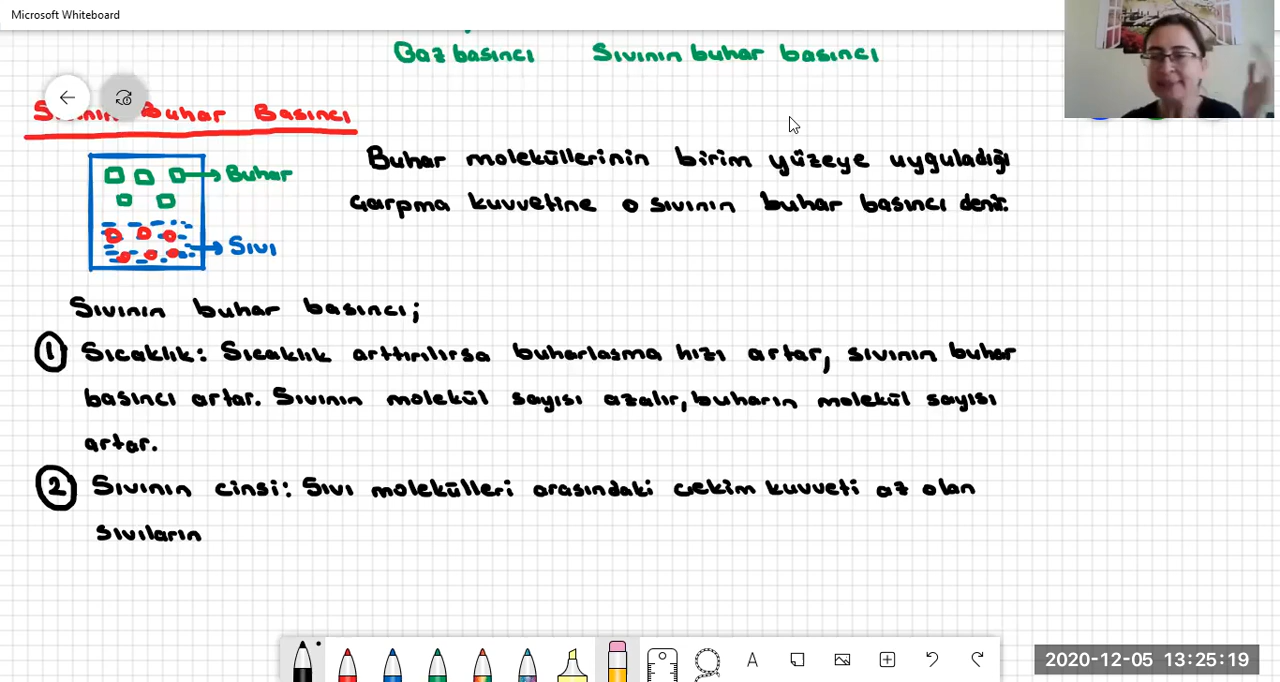 Microsoft Whiteboard
Gaz basıncı Sıvının buhar basıncı
Buhar Basıncı
Buhar
Buhar moleküllerinin birim yüzeye uyguladığı
çarpma kuvvetine o sıvının buhar basıncı denir.
Sıvı
Sıvının buhar basıncı;
1 Sıcaklık: Sıcaklık arttırılırsa buharlaşma hızı artar, sıvının buhar
basıncı artar. Sıvının molekül sayısı azalır, buharın molekül sayısı
artar.
2 Sıvının cinsi: Sıvı molekülleri arasındaki çekim kuvveti az olan
sıvıların
A
2020-12-05 13:25:19